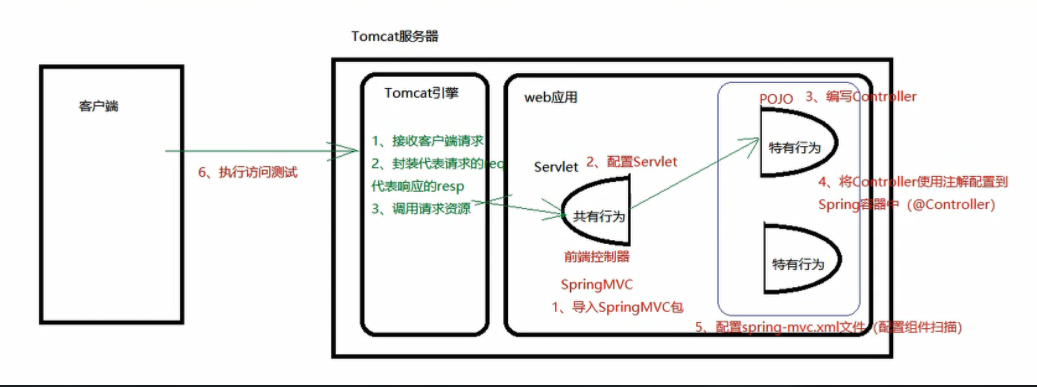 Tomcat服务器
客户端
Tomcat引擎
1、接收客户端请求
2、封装代表请求的req
代表响应的resp
3、调用请求资源
6、执行访问测试
web应用
Servlet
2、配置Servlet
共有行为
前端控制器
SpringMVC
1、导入SpringMVC包
POJO
3、编写Controller
特有行为
4、将Controller使用注解配置到
Spring容器中（@Controller）
特有行为
5、配置spring-mvc.xml文件（配置组件扫描）